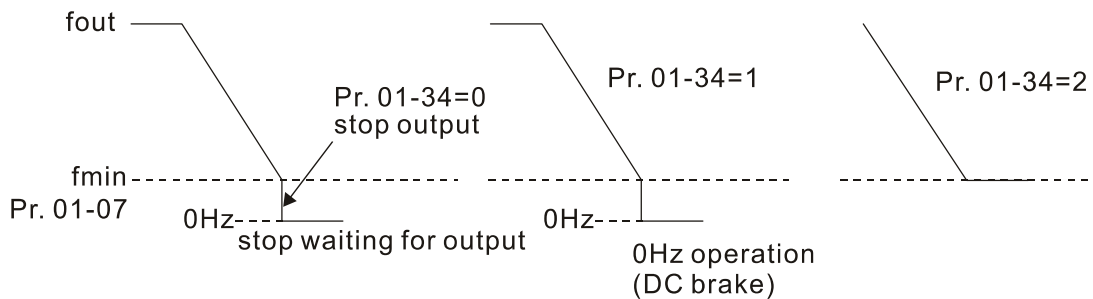 fout
Pr. 01-34=0
stop output
fmin
Pr. 01-07
0Hz
stop waiting for output
Pr. 01-34=1
0Hz
0Hz operation
(DC brake)
Pr. 01-34=2